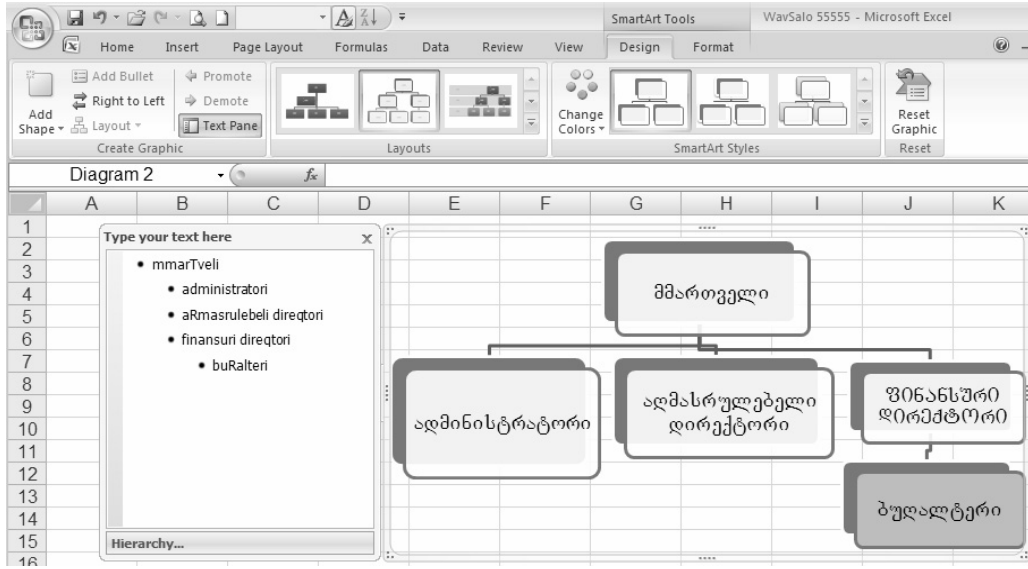 SmartArt Tools
WavSalo 55555 - Microsoft Excel
Home Insert Page Layout Formulas Data Review View Design Format
Add Shape
Add Bullet
Right to Left
Layout
Promote
Demote
Text Pane
Create Graphic
Layouts
Change Colors
SmartArt Styles
Reset Graphic
Reset
Diagram 2
fx
A B C D E F G H I J K
1
2
3
4
5
6
7
8
9
10
11
12
13
14
15
16
Type your text here x
• mmarTveli
• administratori
• aRmasrulebeli direqtori
• finansuri direqtori
• buRalteri
Hierarchy...
მმართველი
ადმინისტრატორი
აღმასრულებელი
დირექტორი
ფინანსური
დირექტორი
ბუღალტერი